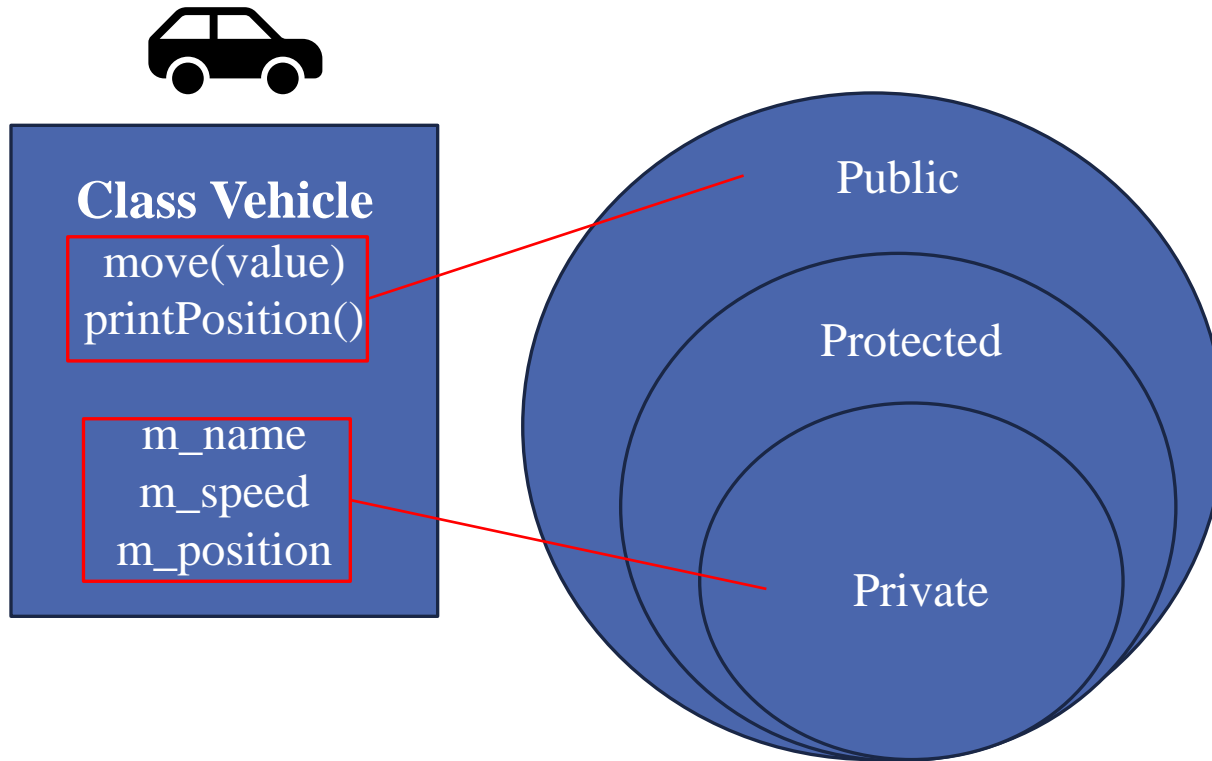 Class Vehicle
move(value)
printPosition()
m_name
m_speed
m_position
Public
Protected
Private